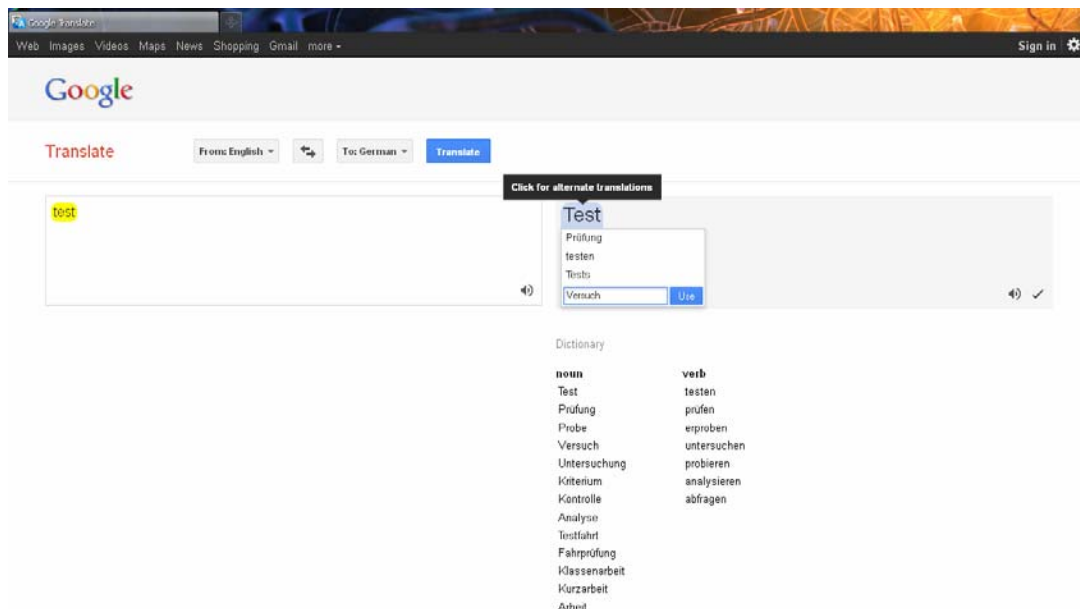 Google Translate
Web Images Videos Maps News Shopping Gmail more
Sign in
Google
Translate
From: English
To: German
Translate
Click for alternate translations
test
Test
Prüfung
testen
Tests
Versuch
Use
Dictionary
noun verb
Test testen
Prüfung prüfen
Probe erproben
Versuch untersuchen
Untersuchung probieren
Kriterium analysieren
Kontrolle abfragen
Analyse
Testfahrt
Fahrprüfung
Klassenarbeit
Kurzarbeit
Arbeit